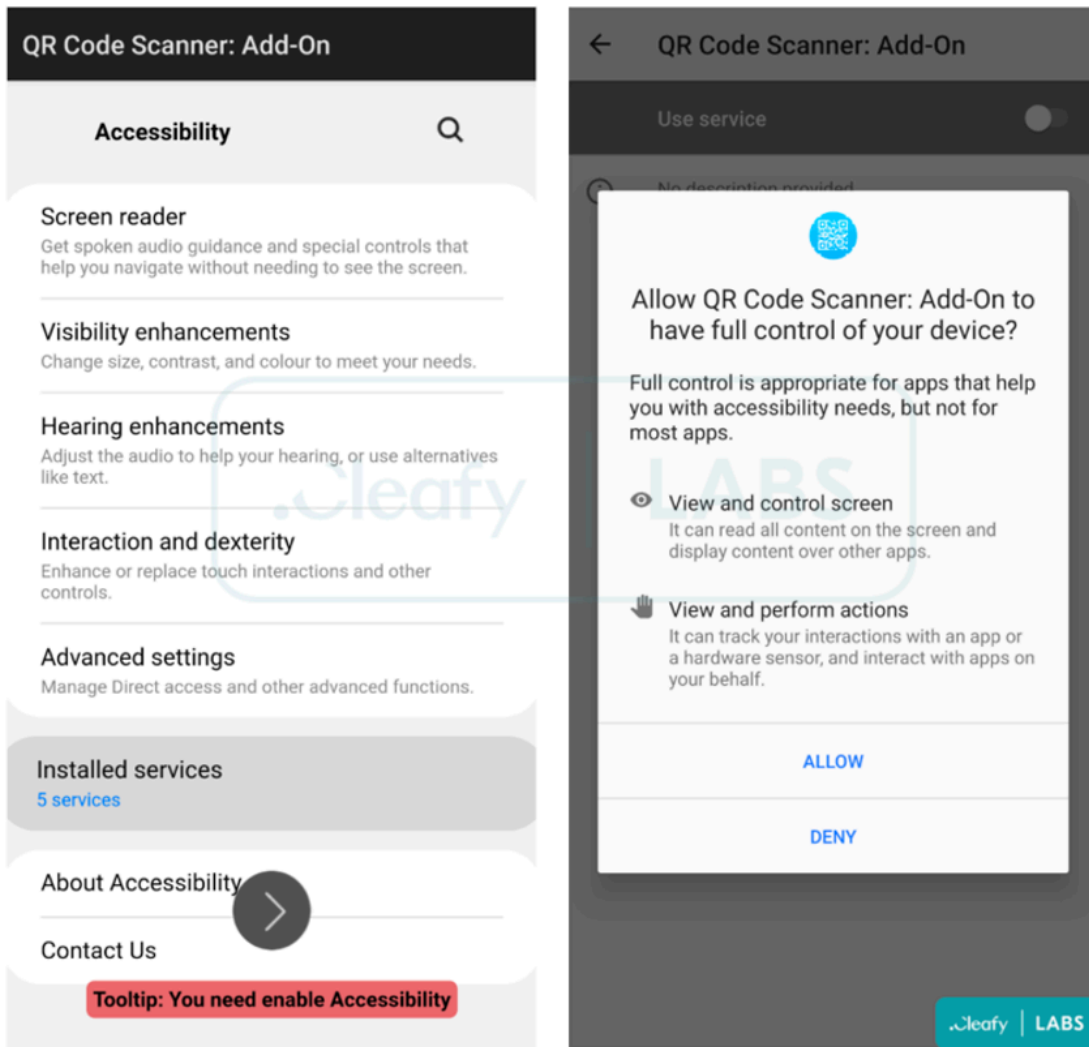 QR Code Scanner: Add-On
Accessibility
Screen reader
Get spoken audio guidance and special controls that
help you navigate without needing to see the screen.
Visibility enhancements
Change size, contrast, and colour to meet your needs.
Hearing enhancements
Adjust the audio to help your hearing, or use alternatives
like text.
Interaction and dexterity
Enhance or replace touch interactions and other
controls.
Advanced settings
Manage Direct access and other advanced functions.
Installed services
5 services
About Accessibility
Contact Us
Tooltip: You need enable Accessibility
QR Code Scanner: Add-On
Use service
No description provided
Allow QR Code Scanner: Add-On to
have full control of your device?
Full control is appropriate for apps that help
you with accessibility needs, but not for
most apps.
View and control screen
It can read all content on the screen and
display content over other apps.
View and perform actions
It can track your interactions with an app or
a hardware sensor, and interact with apps on
your behalf.
ALLOW
DENY
.Cleafy | LABS
.Cleafy | LABS